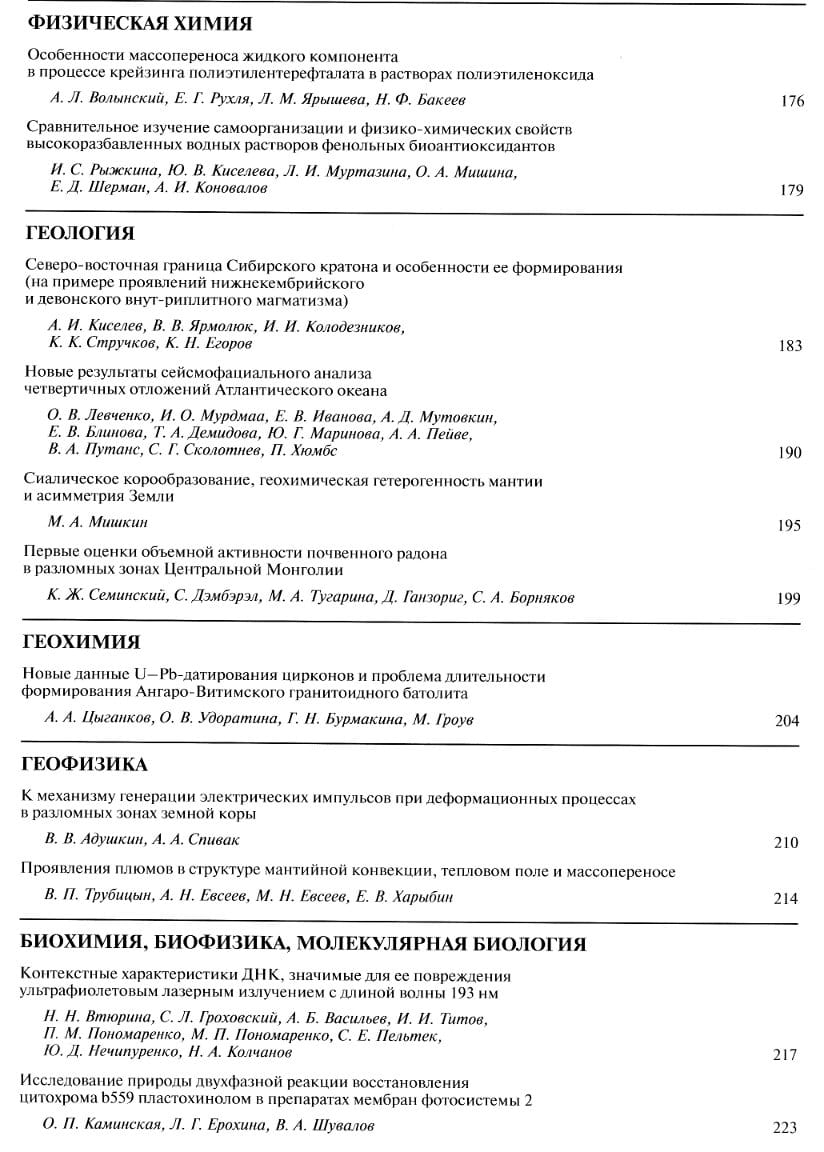 ФИЗИЧЕСКАЯ ХИМИЯ
Особенности массопереноса жидкого компонента
в процессе крейзинга полиэтилентерефталата в растворах полиэтиленоксида
А. Л. Волынский, Е. Г. Рухля, Л. М. Ярышева, Н. Ф. Бакеев 176
Сравнительное изучение самоорганизации и физико-химических свойств
высокоразбавленных водных растворов фенольных биоантиоксидантов
И. С. Рыжкина, Ю. В. Киселева, Л. И. Муртазина, О. А. Мишина,
Е. Д. Шерман, А. И. Коновалов 179
ГЕОЛОГИЯ
Северо-восточная граница Сибирского кратона и особенности ее формирования
(на примере проявлений нижнекембрийского
и девонского внут-риплитного магматизма)
А. И. Киселев, В. В. Ярмолюк, И. И. Колодезников,
К. К. Стручков, К. Н. Егоров 183
Новые результаты сейсмофациального анализа
четвертичных отложений Атлантического океана
О. В. Левченко, И. О. Мурдмаа, Е. В. Иванова, А. Д. Мутовкин,
Е. В. Блинова, Т. А. Демидова, Ю. Г. Маринова, А. А. Пейве,
В. А. Путанс, С. Г. Сколотнев, П. Хюмбс 190
Сиалическое корообразование, геохимическая гетерогенность мантии
и асимметрия Земли
М. А. Мишкин 195
Первые оценки объемной активности почвенного радона
в разломных зонах Центральной Монголии
К. Ж. Семинский, С. Дэмбэрэл, М. А. Тугарина, Д. Ганзориг, С. А. Борняков 199
ГЕОХИМИЯ
Новые данные U–Pb-датирования цирконов и проблема длительности
формирования Ангаро-Витимского гранитоидного батолита
А. А. Цыганков, О. В. Удоратина, Г. Н. Бурмакина, М. Гроув 204
ГЕОФИЗИКА
К механизму генерации электрических импульсов при деформационных процессах
в разломных зонах земной коры
В. В. Адушкин, А. А. Спивак 210
Проявления плюмов в структуре мантийной конвекции, тепловом поле и массопереносе
В. П. Трубицын, А. Н. Евсеев, М. Н. Евсеев, Е. В. Харыбин 214
БИОХИМИЯ, БИОФИЗИКА, МОЛЕКУЛЯРНАЯ БИОЛОГИЯ
Контекстные характеристики ДНК, значимые для ее повреждения
ультрафиолетовым лазерным излучением с длиной волны 193 нм
Н. Н. Втюрина, С. Л. Гроховский, А. Б. Васильев, И. И. Титов,
П. М. Пономаренко, М. П. Пономаренко, С. Е. Пельтек,
Ю. Д. Нечипуренко, Н. А. Колчанов 217
Исследование природы двухфазной реакции восстановления
цитохрома b559 пластохинолом в препаратах мембран фотосистемы 2
О. П. Каминская, Л. Г. Ерохина, В. А. Шувалов 223